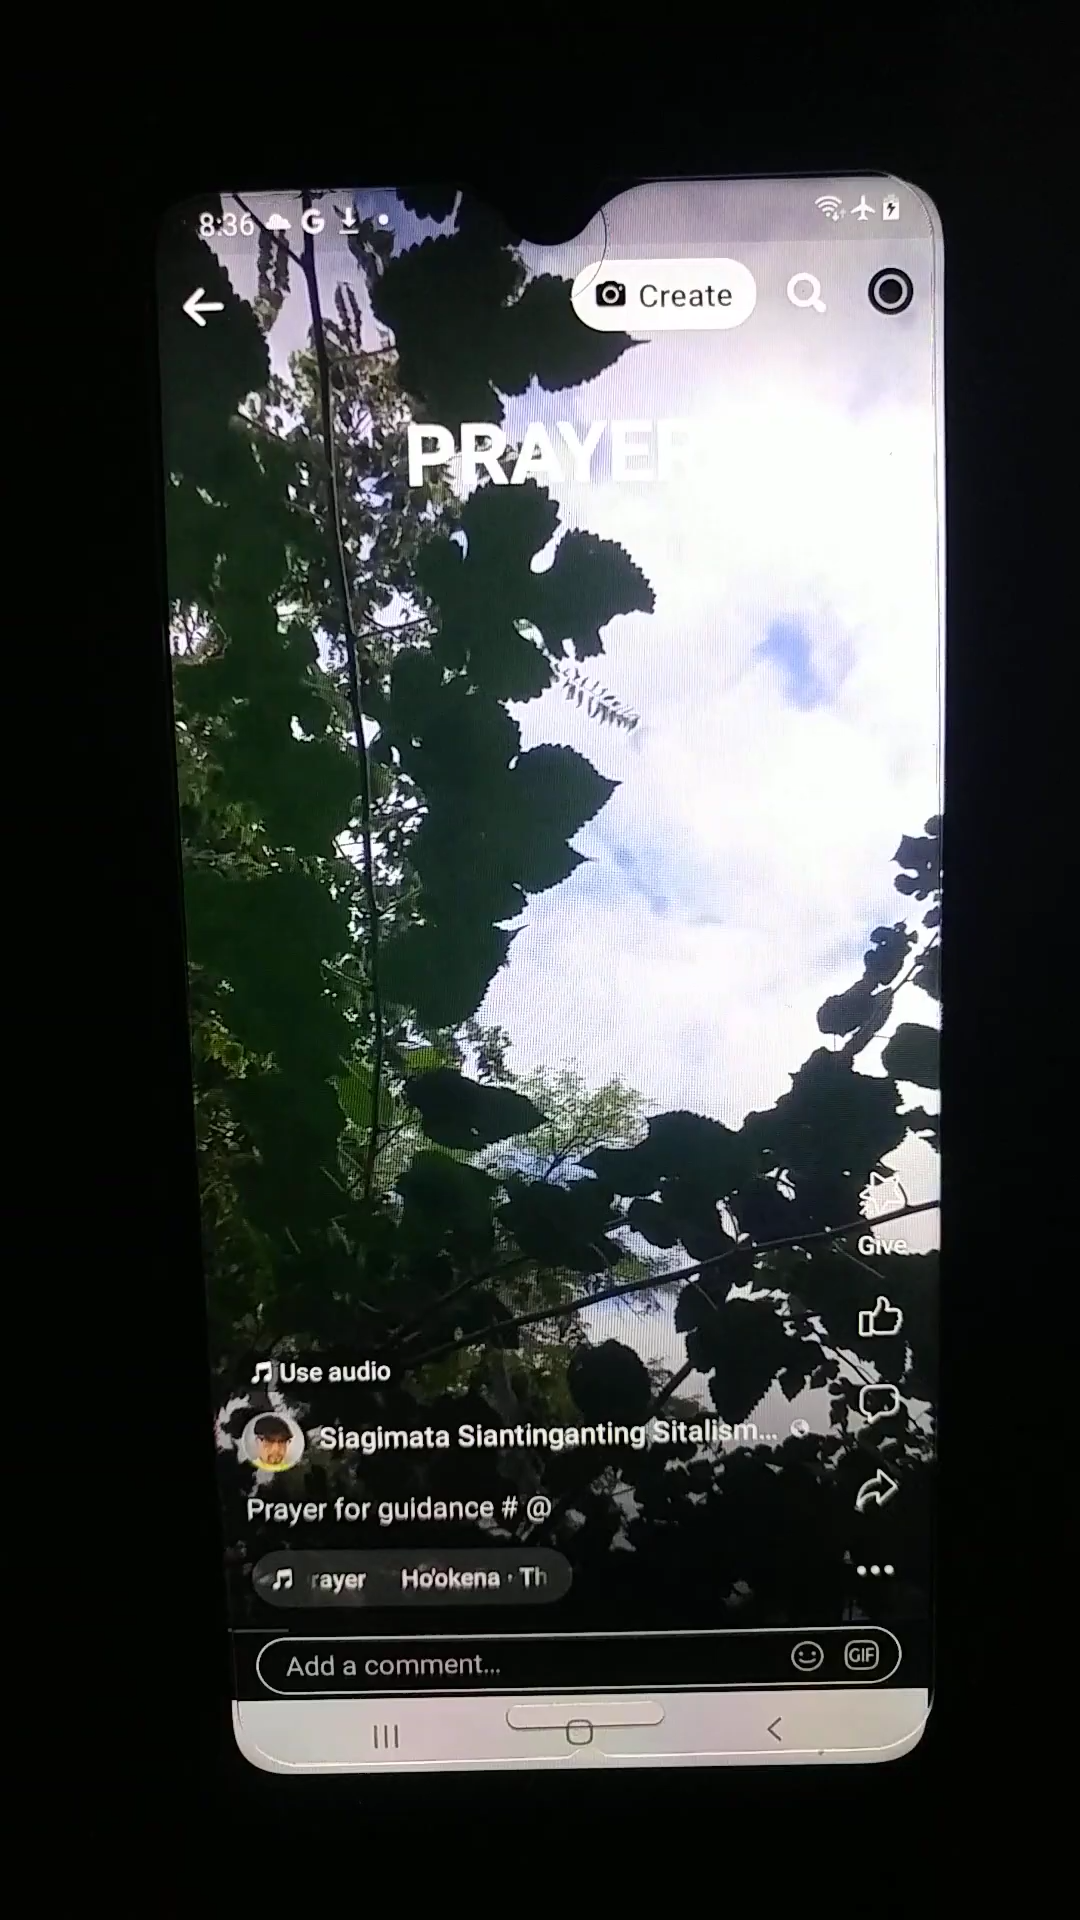 8:36 G
Create
PRAYER
Give...
Use audio
Siagimata Siantinganting Sitalism...
Prayer for guidance # @
rayer Ho'okena · Th
Add a comment...
GIF